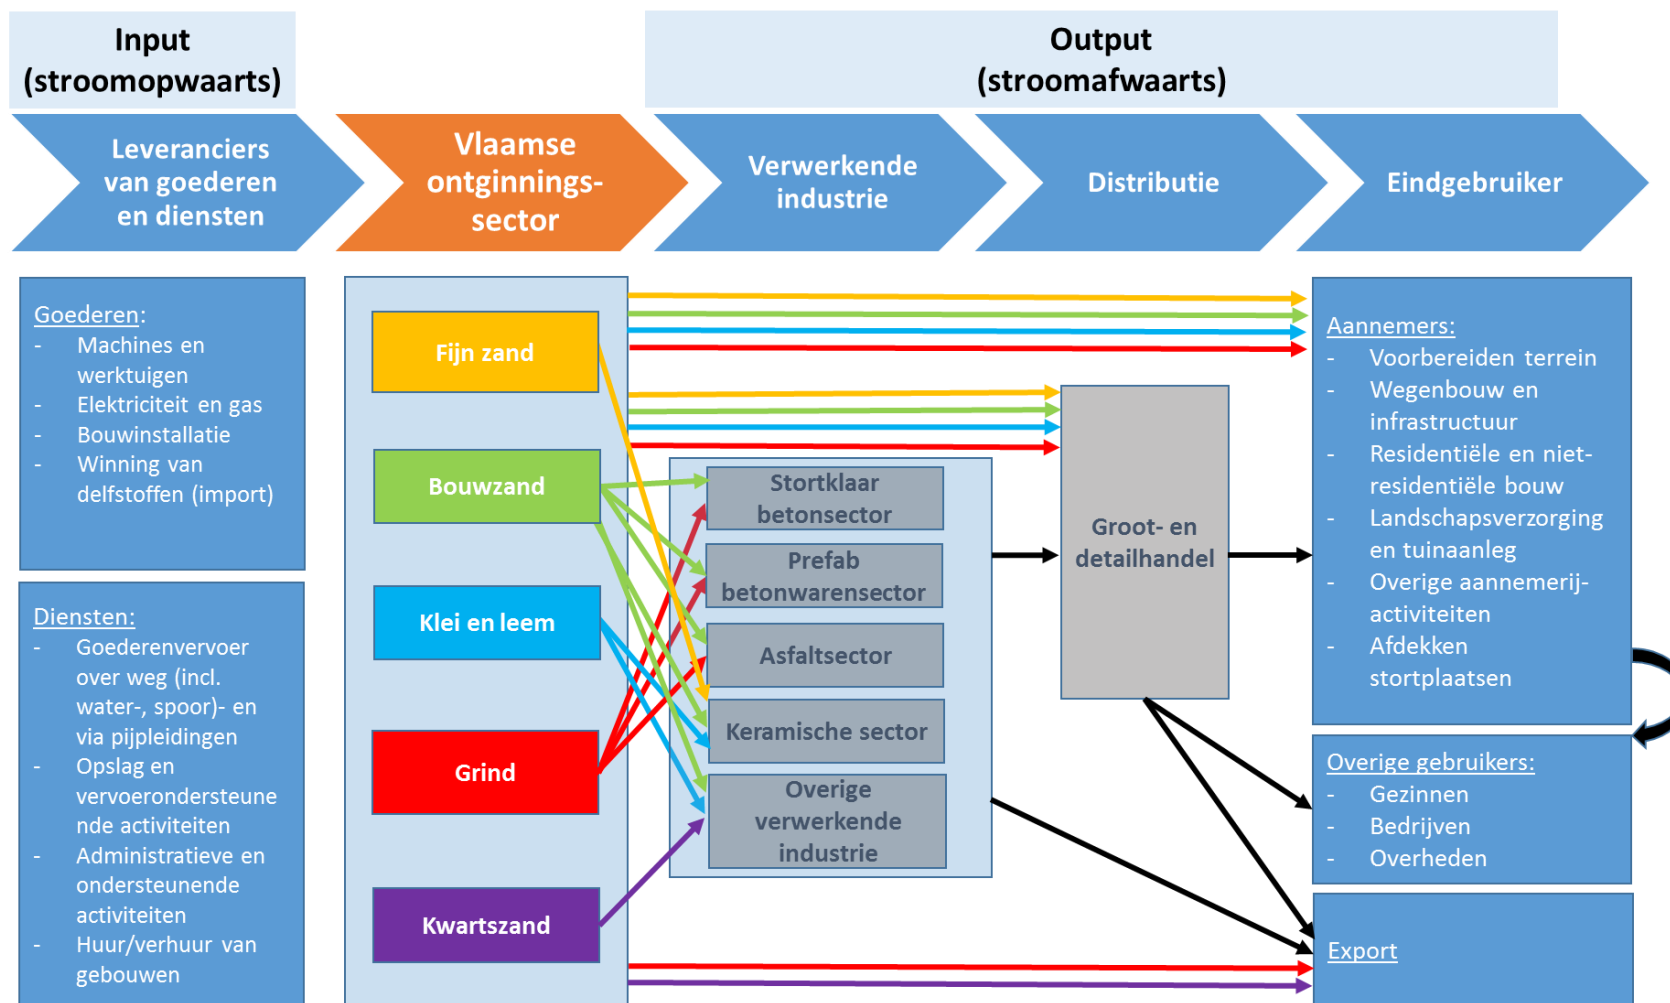 Input
(stroomopwaarts)
Output
(stroomafwaarts)
Leveranciers
van goederen
en diensten
Vlaamse
ontginnings-
sector
Verwerkende
industrie
Distributie
Eindgebruiker
Goederen:
- Machines en
werktuigen
- Elektriciteit en gas
- Bouwinstallatie
- Winning van
delfstoffen (import)
Diensten:
- Goederenvervoer
over weg (incl.
water-, spoor)- en
via pijpleidingen
- Opslag en
vervoerondersteune
nde activiteiten
- Administratieve en
ondersteunende
activiteiten
- Huur/verhuur van
gebouwen
Fijn zand
Bouwzand
Klei en leem
Grind
Kwartszand
Stortklaar
betonsector
Prefab
betonwarensector
Asfaltsector
Keramische sector
Overige
verwerkende
industrie
Groot- en
detailhandel
Aannemers:
- Voorbereiden terrein
- Wegenbouw en
infrastructuur
- Residentiële en niet-
residentiële bouw
- Landschapsverzorging
en tuinaanleg
- Overige aannemerij-
activiteiten
- Afdekken
stortplaatsen
Overige gebruikers:
- Gezinnen
- Bedrijven
- Overheden
Export